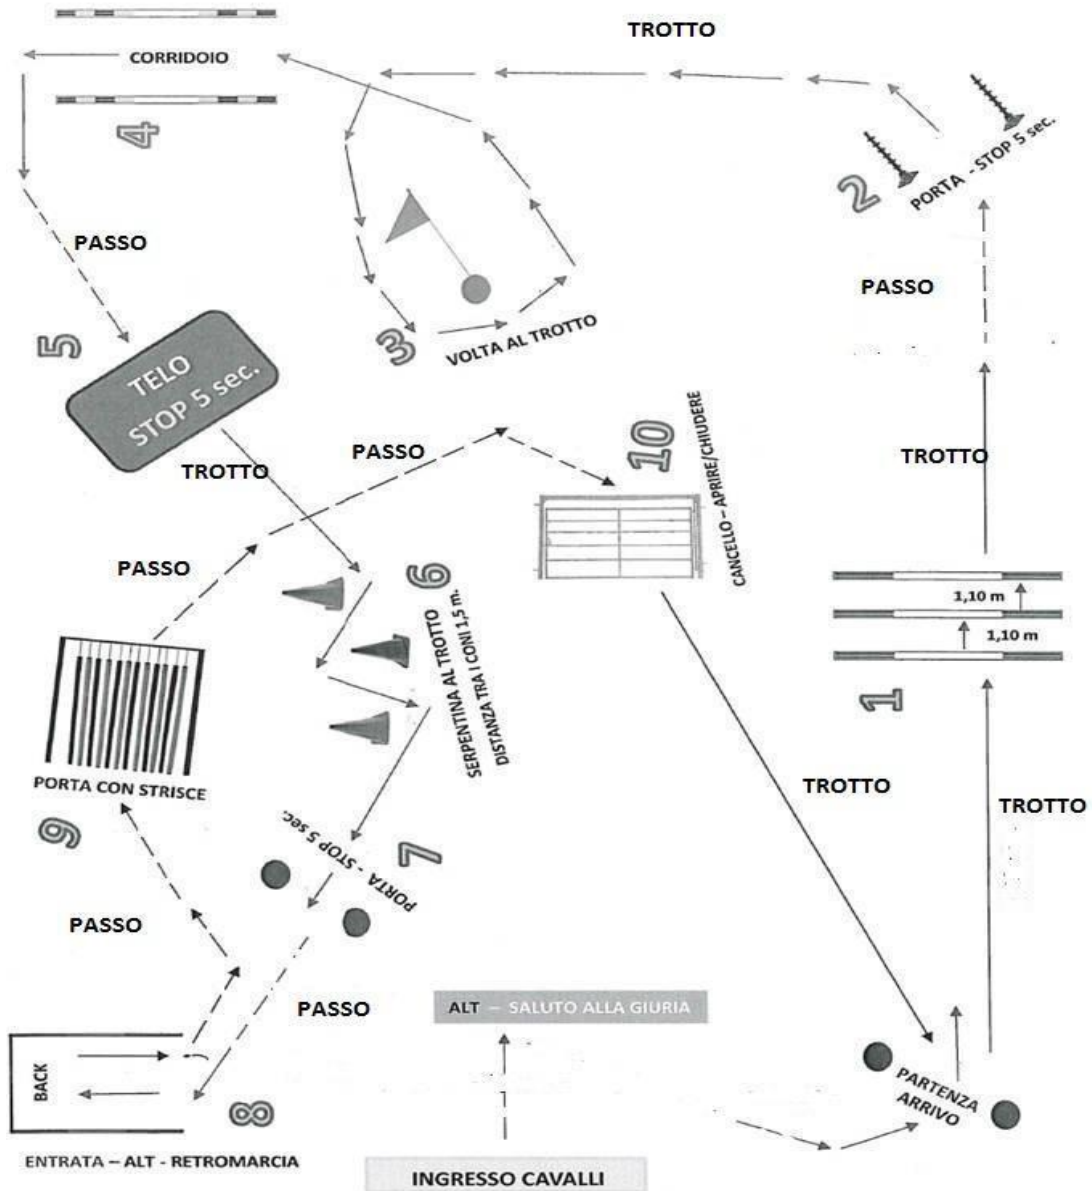 TROTTO
CORRIDOIO
4
2
PORTA - STOP 5 sec.
PASSO
PASSO
5
TELO
STOP 5 sec.
3
VOLTA AL TROTTO
10
CANCELLO – APRIRE/CHIUDERE
PASSO
TROTTO
TROTTO
PASSO
6
SERPENTINA AL TROTTO
DISTANZA TRA I CONI 1,5 m.
1,10 m
1,10 m
1
PORTA CON STRISCE
9
TROTTO
TROTTO
PORTA - STOP 5 sec.
7
PASSO
PASSO
ALT – SALUTO ALLA GIURIA
BACK
8
PARTENZA
ARRIVO
ENTRATA – ALT - RETROMARCIA
INGRESSO CAVALLI